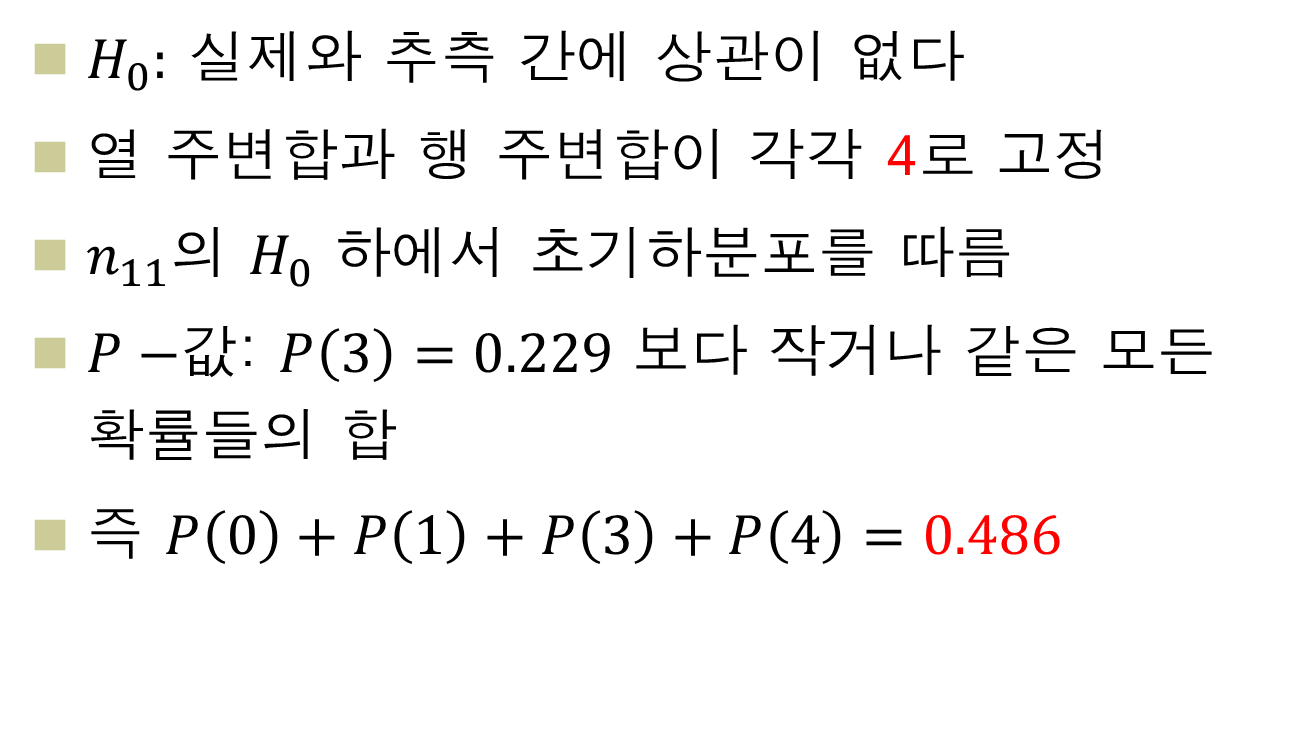 H₀: 실제와 추측 간에 상관이 없다
열 주변합과 행 주변합이 각각 4로 고정
n₁₁의 H₀ 하에서 초기하분포를 따름
P −값: P(3) = 0.229 보다 작거나 같은 모든
확률들의 합
즉 P(0) + P(1) + P(3) + P(4) = 0.486